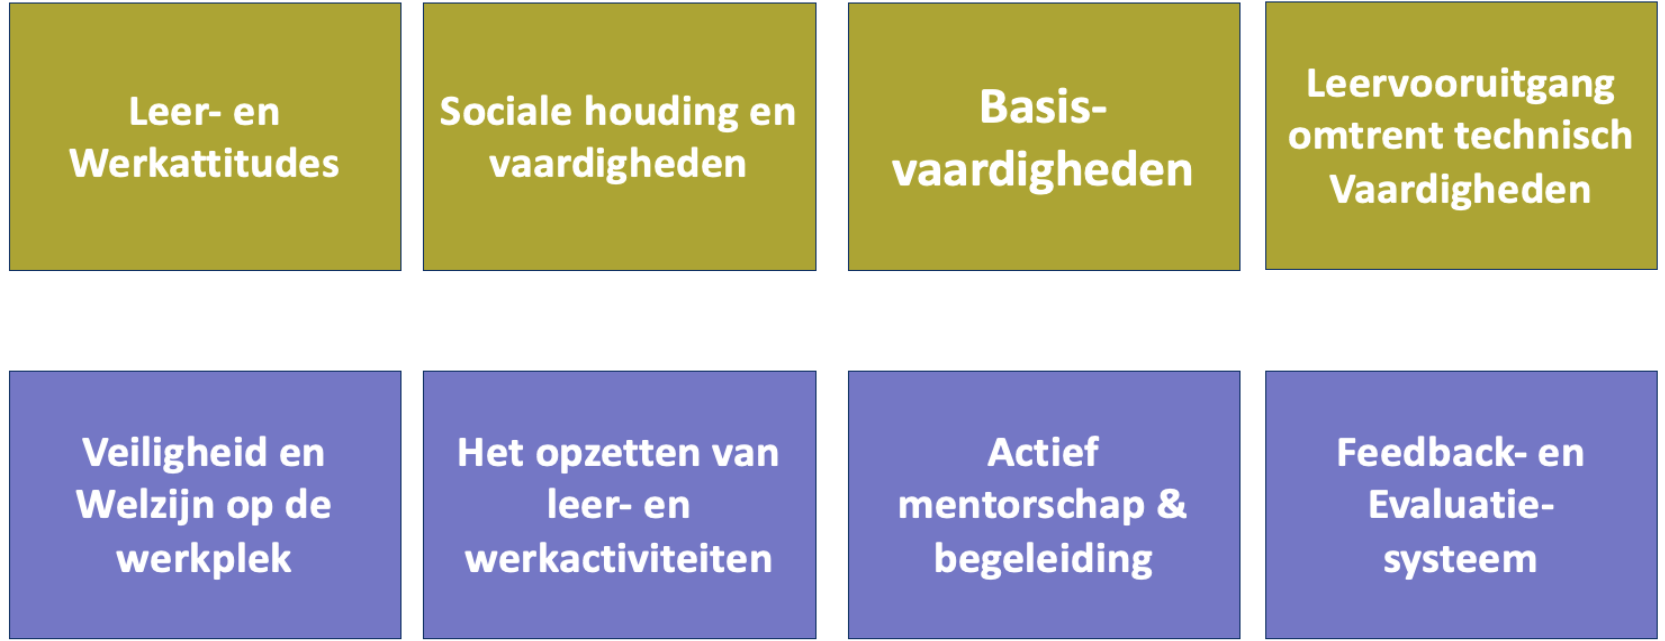 Leer- en
Werkattitudes
Sociale houding en
vaardigheden
Basis-
vaardigheden
Leervooruitgang
omtrent technisch
Vaardigheden
Veiligheid en
Welzijn op de
werkplek
Het opzetten van
leer- en
werkactiviteiten
Actief
mentorschap &
begeleiding
Feedback- en
Evaluatie-
systeem